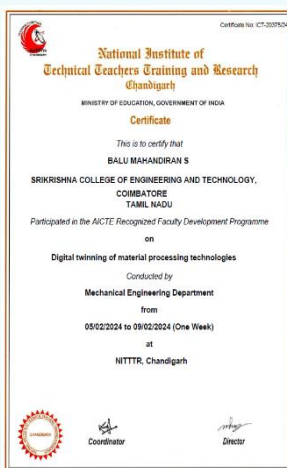 Certificate No: ICT-20375/24
National Institute of
Technical Teachers Training and Research
Chandigarh
MINISTRY OF EDUCATION, GOVERNMENT OF INDIA
Certificate
This is to certify that
BALU MAHANDIRAN S
SRIKRISHNA COLLEGE OF ENGINEERING AND TECHNOLOGY,
COIMBATORE
TAMIL NADU
Participated in the AICTE Recognized Faculty Development Programme
on
Digital twinning of material processing technologies
Conducted by
Mechanical Engineering Department
from
05/02/2024 to 09/02/2024 (One Week)
at
NITTTR, Chandigarh
CHANDIGARH
Coordinator
Director